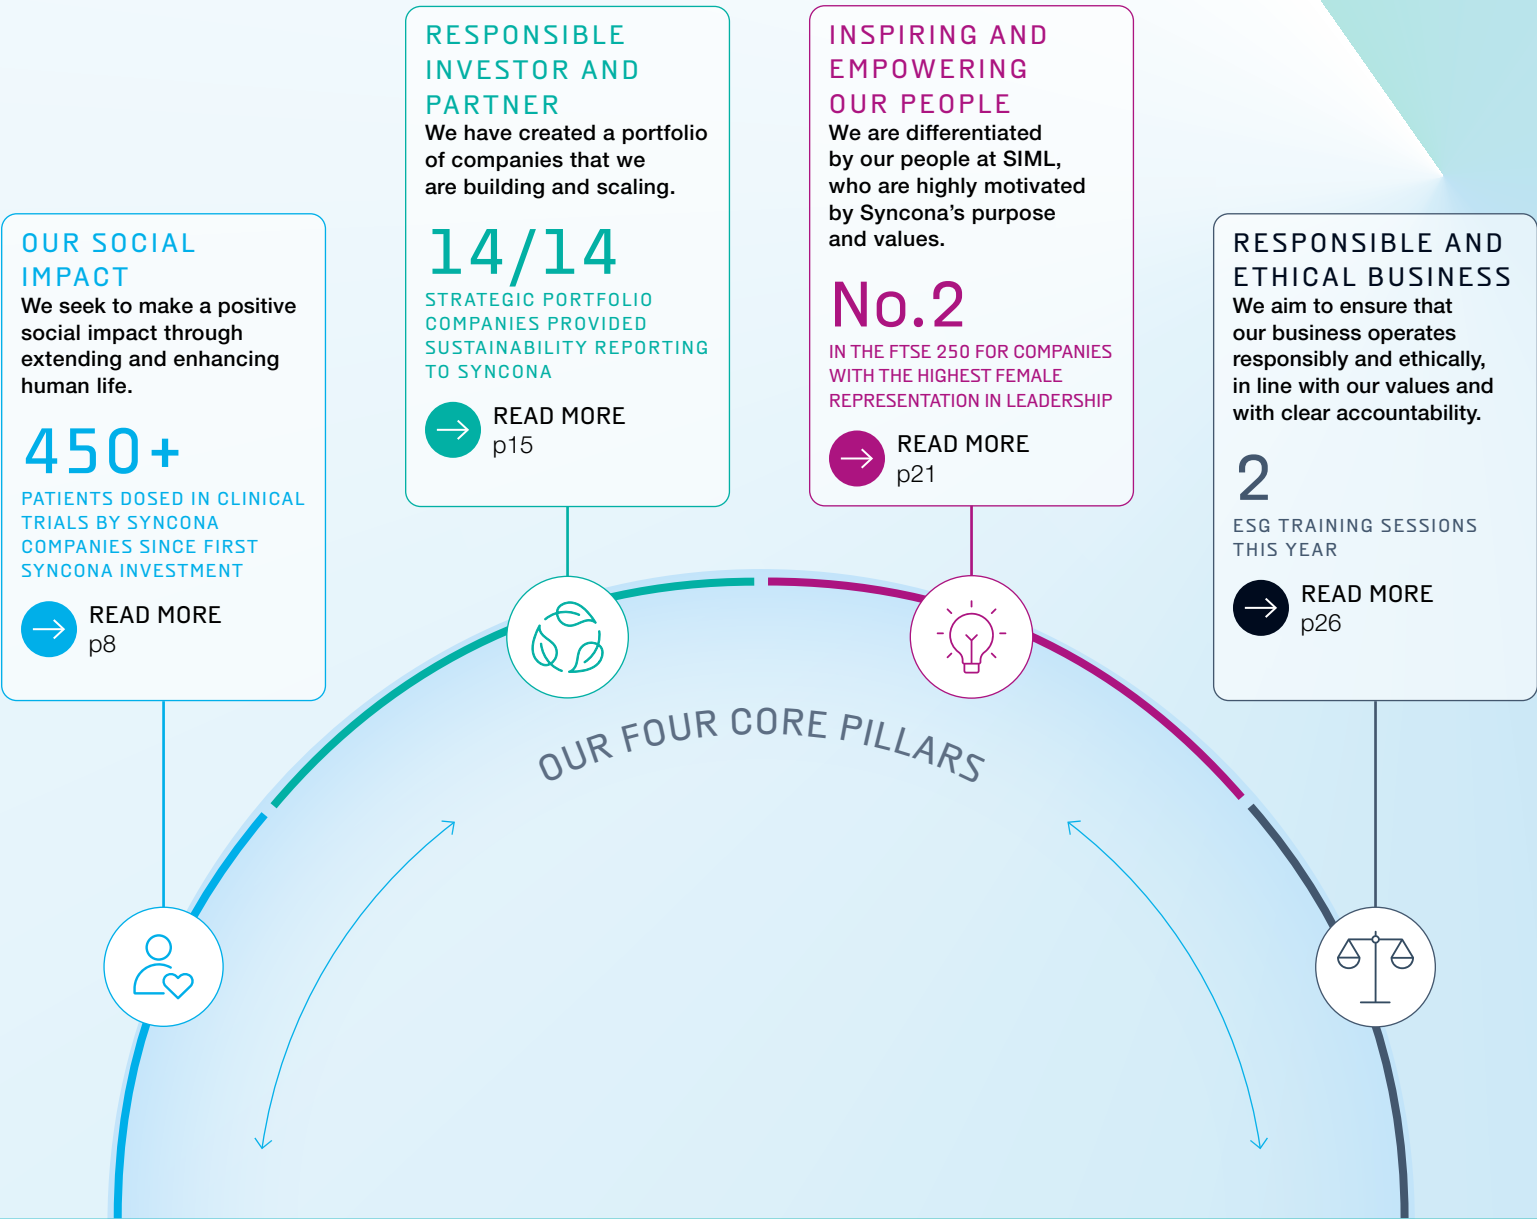 OUR SOCIAL
IMPACT
We seek to make a positive
social impact through
extending and enhancing
human life.
450+
PATIENTS DOSED IN CLINICAL
TRIALS BY SYNCONA
COMPANIES SINCE FIRST
SYNCONA INVESTMENT
READ MORE
p8
RESPONSIBLE
INVESTOR AND
PARTNER
We have created a portfolio
of companies that we
are building and scaling.
14/14
STRATEGIC PORTFOLIO
COMPANIES PROVIDED
SUSTAINABILITY REPORTING
TO SYNCONA
READ MORE
p15
INSPIRING AND
EMPOWERING
OUR PEOPLE
We are differentiated
by our people at SIML,
who are highly motivated
by Syncona’s purpose
and values.
No.2
IN THE FTSE 250 FOR COMPANIES
WITH THE HIGHEST FEMALE
REPRESENTATION IN LEADERSHIP
READ MORE
p21
RESPONSIBLE AND
ETHICAL BUSINESS
We aim to ensure that
our business operates
responsibly and ethically,
in line with our values and
with clear accountability.
2
ESG TRAINING SESSIONS
THIS YEAR
READ MORE
p26
OUR FOUR CORE PILLARS